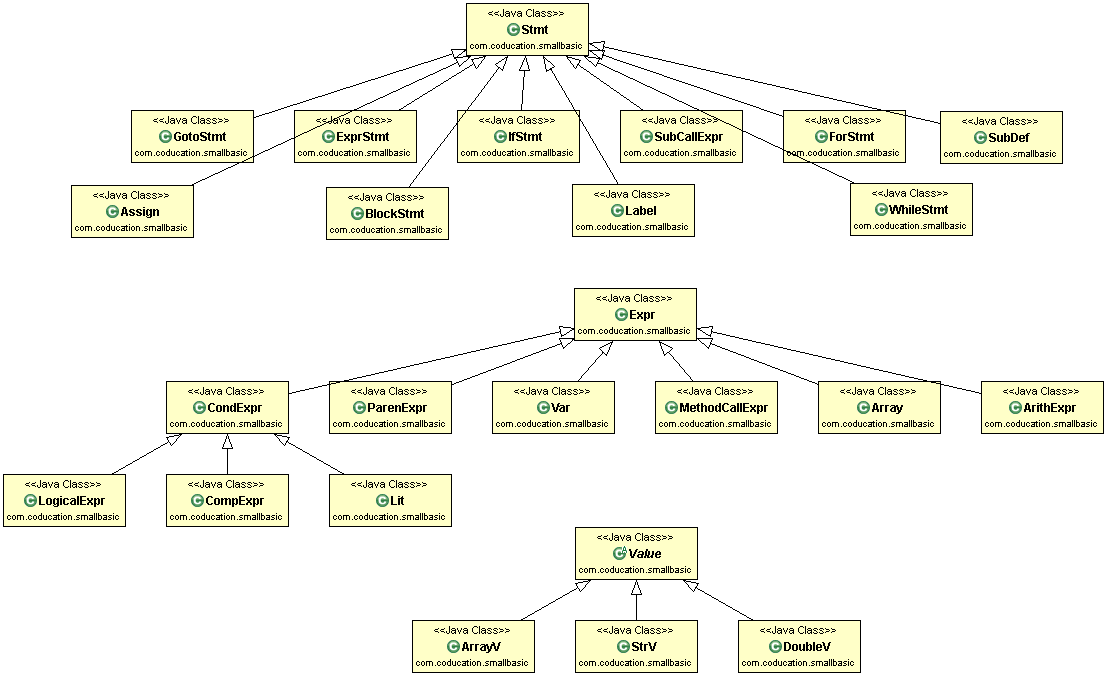 <<Java Class>>
Stmt
com.coducation.smallbasic
<<Java Class>>
GotoStmt
com.coducation.smallbasic
<<Java Class>>
ExprStmt
com.coducation.smallbasic
<<Java Class>>
IfStmt
com.coducation.smallbasic
<<Java Class>>
SubCallExpr
com.coducation.smallbasic
<<Java Class>>
ForStmt
com.coducation.smallbasic
<<Java Class>>
SubDef
com.coducation.smallbasic
<<Java Class>>
Assign
com.coducation.smallbasic
<<Java Class>>
BlockStmt
com.coducation.smallbasic
<<Java Class>>
Label
com.coducation.smallbasic
<<Java Class>>
WhileStmt
com.coducation.smallbasic
<<Java Class>>
Expr
com.coducation.smallbasic
<<Java Class>>
CondExpr
com.coducation.smallbasic
<<Java Class>>
ParenExpr
com.coducation.smallbasic
<<Java Class>>
Var
com.coducation.smallbasic
<<Java Class>>
MethodCallExpr
com.coducation.smallbasic
<<Java Class>>
Array
com.coducation.smallbasic
<<Java Class>>
ArithExpr
com.coducation.smallbasic
<<Java Class>>
LogicalExpr
com.coducation.smallbasic
<<Java Class>>
CompExpr
com.coducation.smallbasic
<<Java Class>>
Lit
com.coducation.smallbasic
<<Java Class>>
Value
com.coducation.smallbasic
<<Java Class>>
ArrayV
com.coducation.smallbasic
<<Java Class>>
StrV
com.coducation.smallbasic
<<Java Class>>
DoubleV
com.coducation.smallbasic